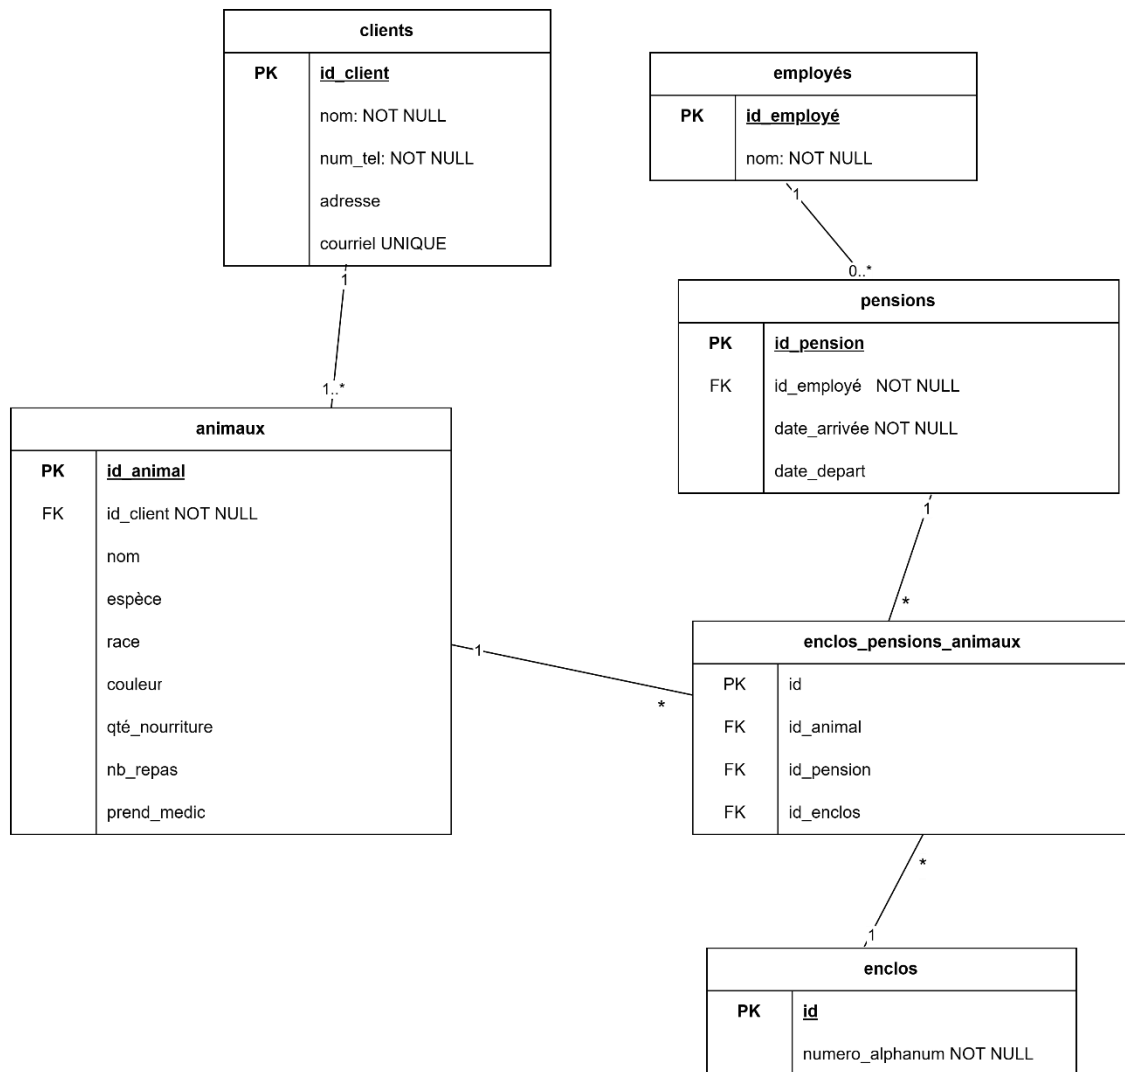 clients
PK id_client
nom: NOT NULL
num_tel: NOT NULL
adresse
courriel UNIQUE
1
1..*
employés
PK id_employé
nom: NOT NULL
1
0..*
pensions
PK id_pension
FK id_employé NOT NULL
date_arrivée NOT NULL
date_depart
1
*
animaux
PK id_animal
FK id_client NOT NULL
nom
espèce
race
couleur
qté_nourriture
nb_repas
prend_medic
1
*
enclos_pensions_animaux
PK id
FK id_animal
FK id_pension
FK id_enclos
*
1
enclos
PK id
numero_alphanum NOT NULL